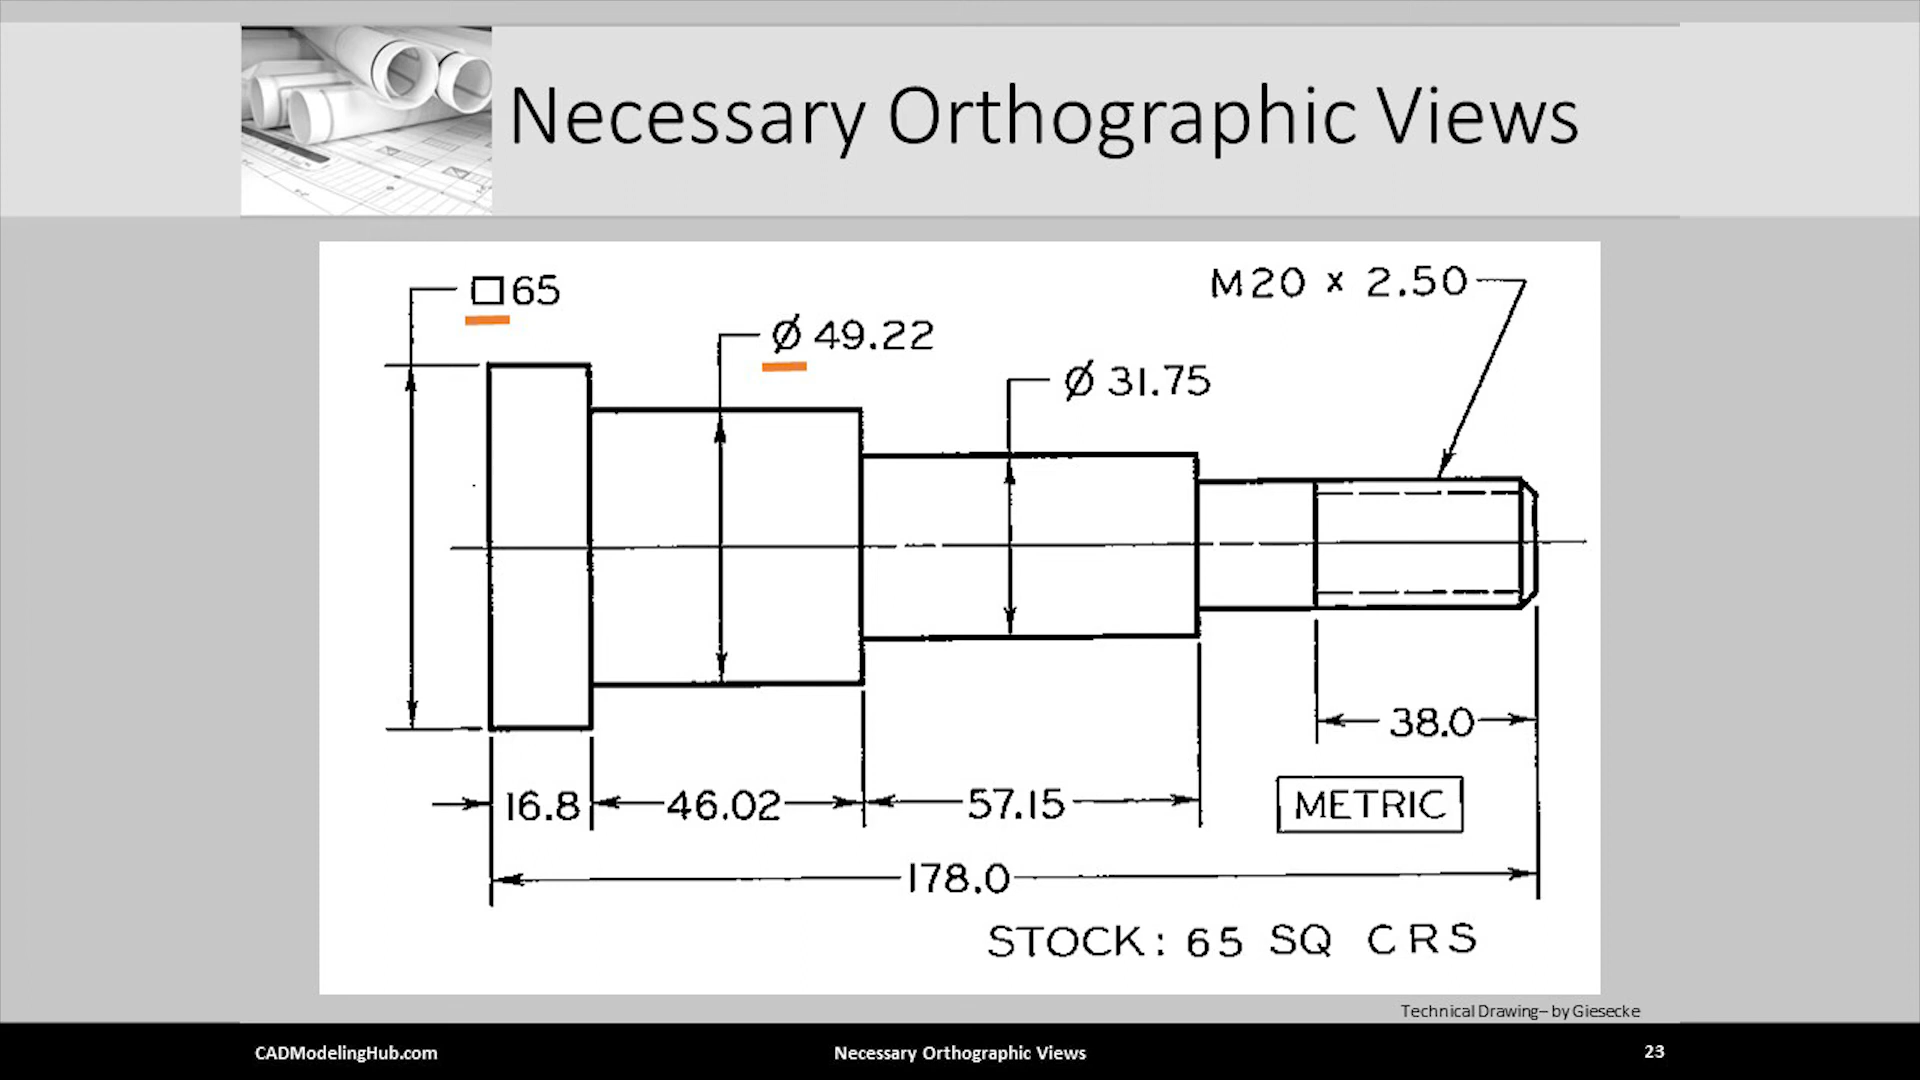 Necessary Orthographic Views
□65
M20 x 2.50
Ø 49.22
Ø 31.75
38.0
16.8 46.02 57.15 METRIC
178.0
STOCK: 65 SQ CRS
Technical Drawing– by Giesecke
CADModelingHub.com Necessary Orthographic Views 23